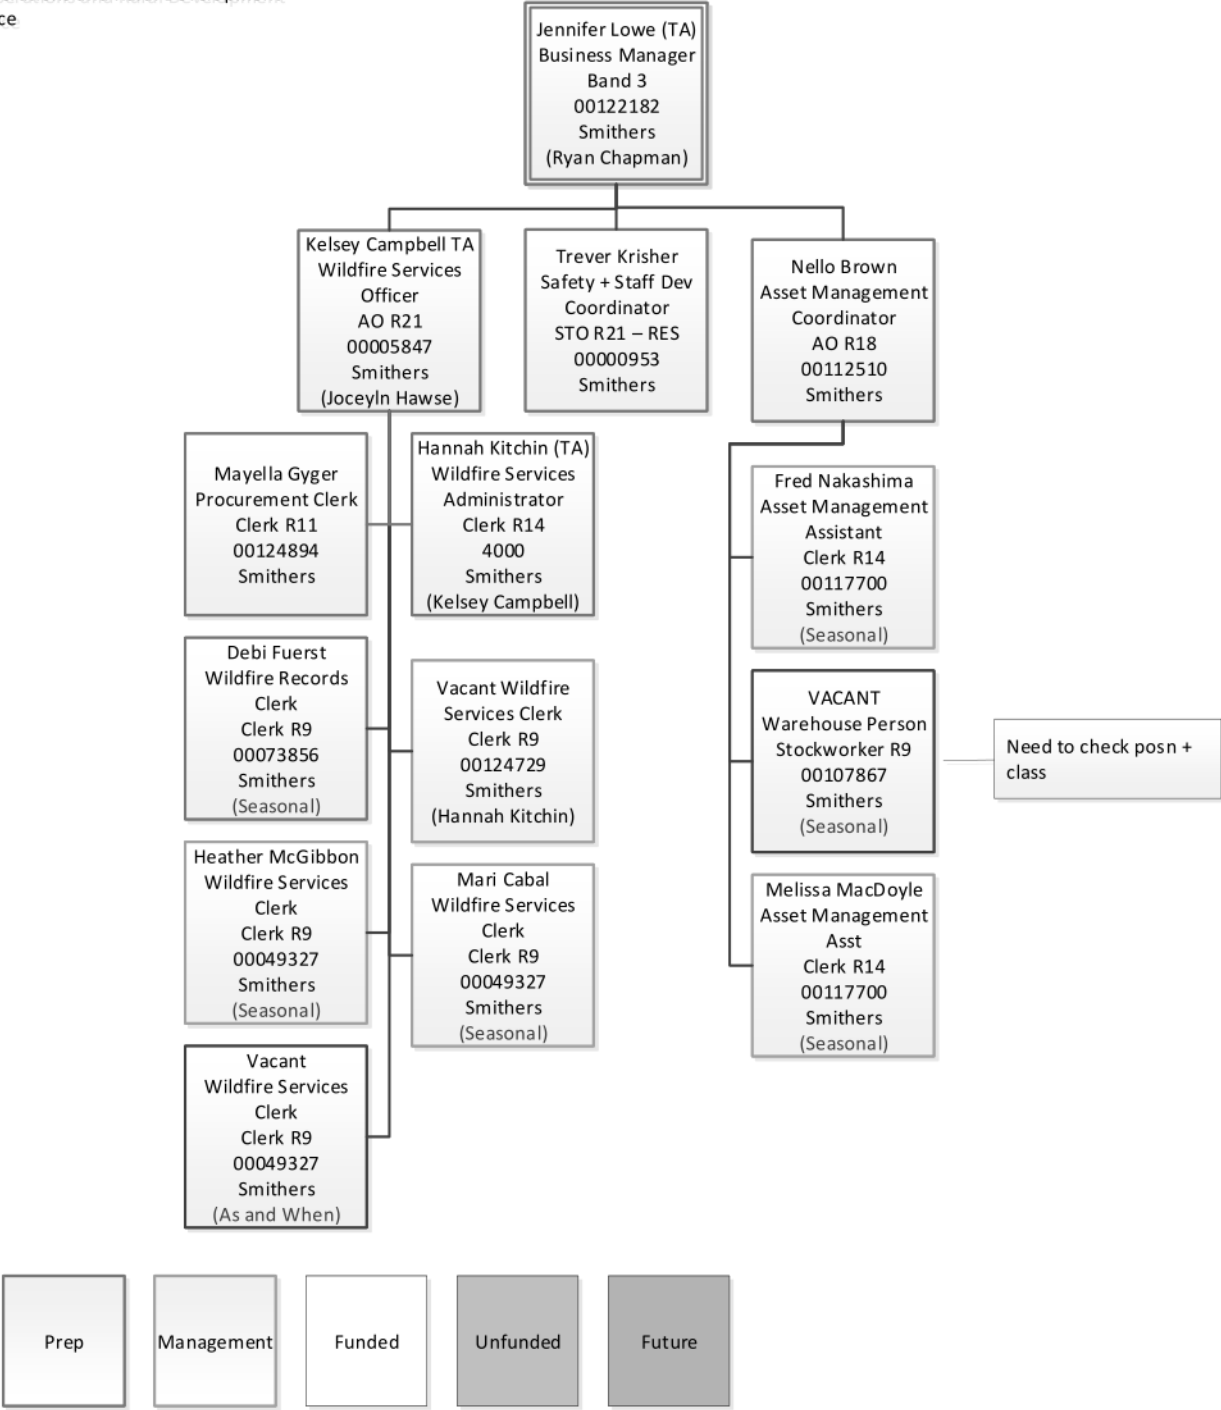 ce
Jennifer Lowe (TA)
Business Manager
Band 3
00122182
Smithers
(Ryan Chapman)
Kelsey Campbell TA
Wildfire Services
Officer
AO R21
00005847
Smithers
(Joceyln Hawse)
Trever Krisher
Safety + Staff Dev
Coordinator
STO R21 – RES
00000953
Smithers
Nello Brown
Asset Management
Coordinator
AO R18
00112510
Smithers
Mayella Gyger
Procurement Clerk
Clerk R11
00124894
Smithers
Hannah Kitchin (TA)
Wildfire Services
Administrator
Clerk R14
4000
Smithers
(Kelsey Campbell)
Fred Nakashima
Asset Management
Assistant
Clerk R14
00117700
Smithers
(Seasonal)
Debi Fuerst
Wildfire Records
Clerk
Clerk R9
00073856
Smithers
(Seasonal)
Vacant Wildfire
Services Clerk
Clerk R9
00124729
Smithers
(Hannah Kitchin)
VACANT
Warehouse Person
Stockworker R9
00107867
Smithers
(Seasonal)
Need to check posn +
class
Heather McGibbon
Wildfire Services
Clerk
Clerk R9
00049327
Smithers
(Seasonal)
Mari Cabal
Wildfire Services
Clerk
Clerk R9
00049327
Smithers
(Seasonal)
Melissa MacDoyle
Asset Management
Asst
Clerk R14
00117700
Smithers
(Seasonal)
Vacant
Wildfire Services
Clerk
Clerk R9
00049327
Smithers
(As and When)
Prep
Management
Funded
Unfunded
Future